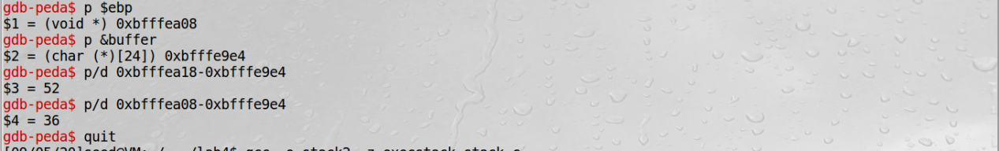 gdb-peda$ p $ebp
$1 = (void *) 0xbfffea08
gdb-peda$ p &buffer
$2 = (char (*)[24]) 0xbfffe9e4
gdb-peda$ p/d 0xbfffea18-0xbfffe9e4
$3 = 52
gdb-peda$ p/d 0xbfffea08-0xbfffe9e4
$4 = 36
gdb-peda$ quit